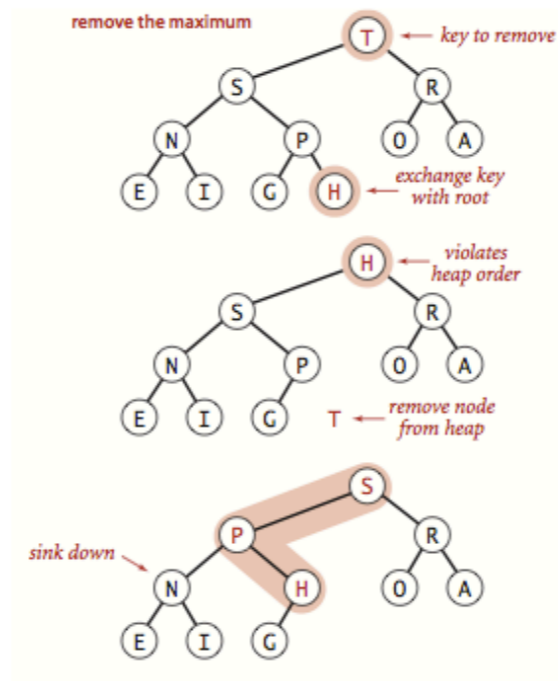 remove the maximum
T
key to remove
S
R
N
P
O
A
E
I
G
H
exchange key
with root
H
violates
heap order
S
R
N
P
O
A
E
I
G
T
remove node
from heap
S
P
R
sink down
N
H
O
A
E
I
G